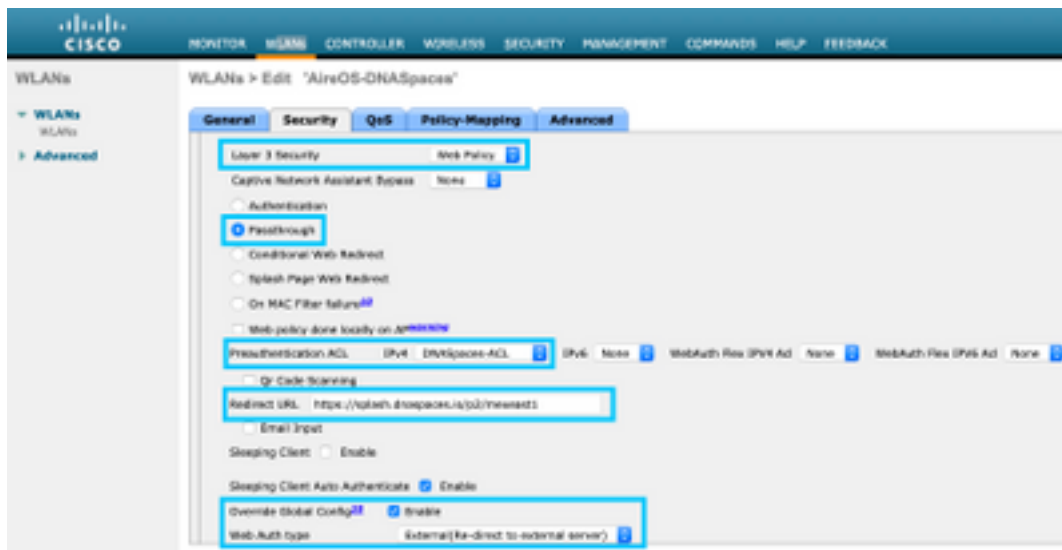 CISCO
MONITOR WLANs CONTROLLER WIRELESS SECURITY MANAGEMENT COMMANDS HELP FEEDBACK
WLANs
WLANs > Edit 'AireOS-DNASpaces'
WLANs
WLANs
Advanced
General Security QoS Policy-Mapping Advanced
Layer 3 Security Web Policy
Captive Network Assistant Bypass None
Authentication
Passthrough
Conditional Web Redirect
Splash Page Web Redirect
On MAC Filter failure
Web policy done locally on AP
Preauthentication ACL IPv4 DNASpaces-ACL IPv6 None WebAuth Flex IPv4 Acl None WebAuth Flex IPv6 Acl None
Qr Code Scanning
Redirect URL https://splash.dnaspaces.io/p2/mexeast1
Email Input
Sleeping Client Enable
Sleeping Client Auto Authenticate Enable
Override Global Config Enable
Web Auth type External(Re-direct to external server)